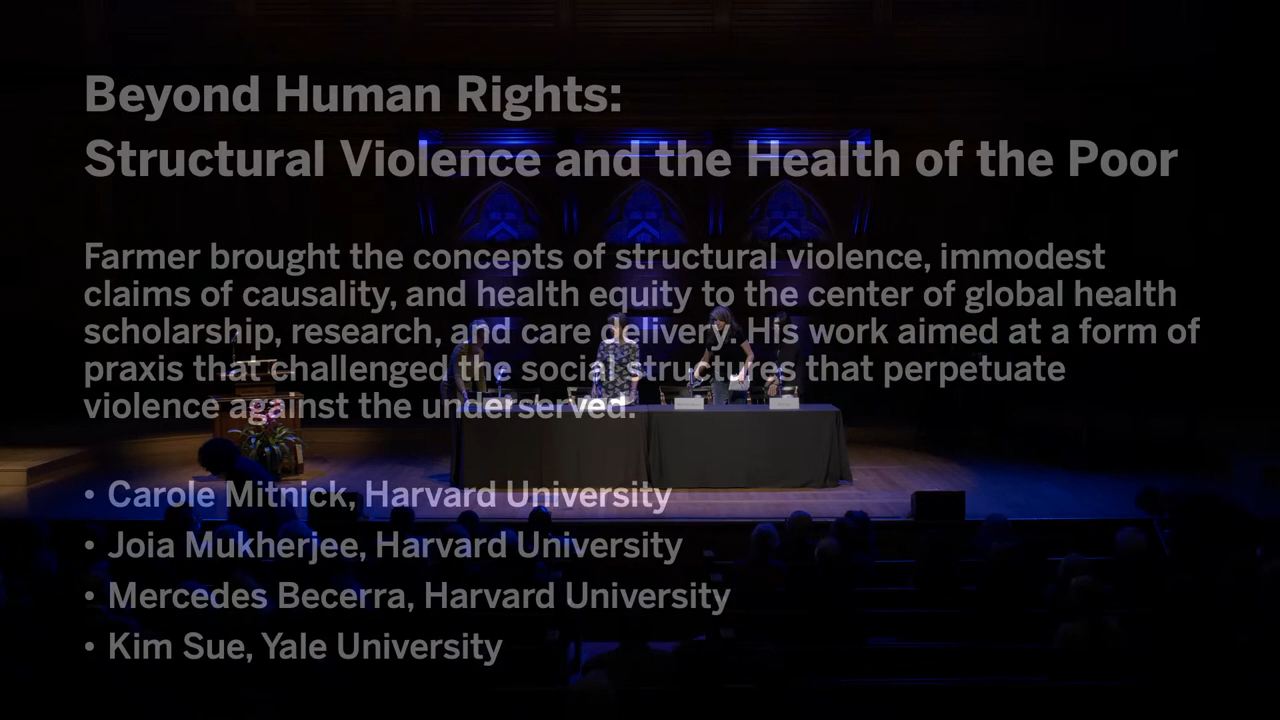 Beyond Human Rights:
Structural Violence and the Health of the Poor
Farmer brought the concepts of structural violence, immodest
claims of causality, and health equity to the center of global health
scholarship, research, and care delivery. His work aimed at a form of
praxis that challenged the social structures that perpetuate
violence against the underserved.
• Carole Mitnick, Harvard University
• Joia Mukherjee, Harvard University
• Mercedes Becerra, Harvard University
• Kim Sue, Yale University